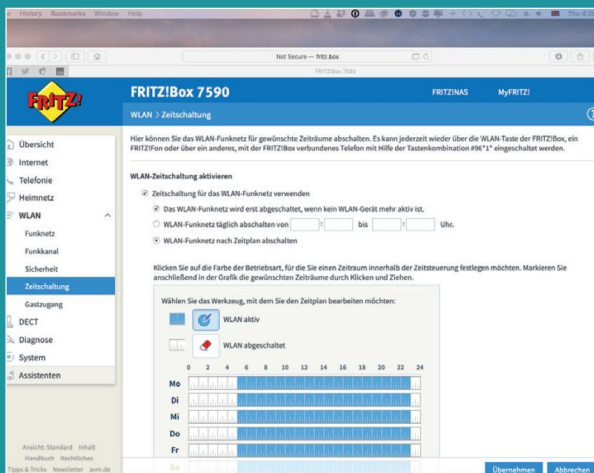 History Bookmarks Window Help
Thu 4:2
Not Secure — fritz.box
FRITZ!Box 7590
FRITZ!
FRITZ!Box 7590
FRITZ!NAS MyFRITZ!
WLAN > Zeitschaltung
Übersicht
Internet
Telefonie
Heimnetz
WLAN
Funknetz
Funkkanal
Sicherheit
Zeitschaltung
Gastzugang
DECT
Diagnose
System
Assistenten
Ansicht: Standard Inhalt
Handbuch Rechtliches
Tipps & Tricks Newsletter avm.de
Hier können Sie das WLAN-Funknetz für gewünschte Zeiträume abschalten. Es kann jederzeit wieder über die WLAN-Taste der FRITZ!Box, ein
FRITZ!Fon oder über ein anderes, mit der FRITZ!Box verbundenes Telefon mit Hilfe der Tastenkombination #96*1* eingeschaltet werden.
WLAN-Zeitschaltung aktivieren
Zeitschaltung für das WLAN-Funknetz verwenden
Das WLAN-Funknetz wird erst abgeschaltet, wenn kein WLAN-Gerät mehr aktiv ist.
WLAN-Funknetz täglich abschalten von : bis : Uhr.
WLAN-Funknetz nach Zeitplan abschalten
Klicken Sie auf die Farbe der Betriebsart, für die Sie einen Zeitraum innerhalb der Zeitsteuerung festlegen möchten. Markieren Sie
anschließend in der Grafik die gewünschten Zeiträume durch Klicken und Ziehen.
Wählen Sie das Werkzeug, mit dem Sie den Zeitplan bearbeiten möchten:
WLAN aktiv
WLAN abgeschaltet
0 2 4 6 8 10 12 14 16 18 20 22 24
Mo
Di
Mi
Do
Fr
Sa
Übernehmen Abbrechen